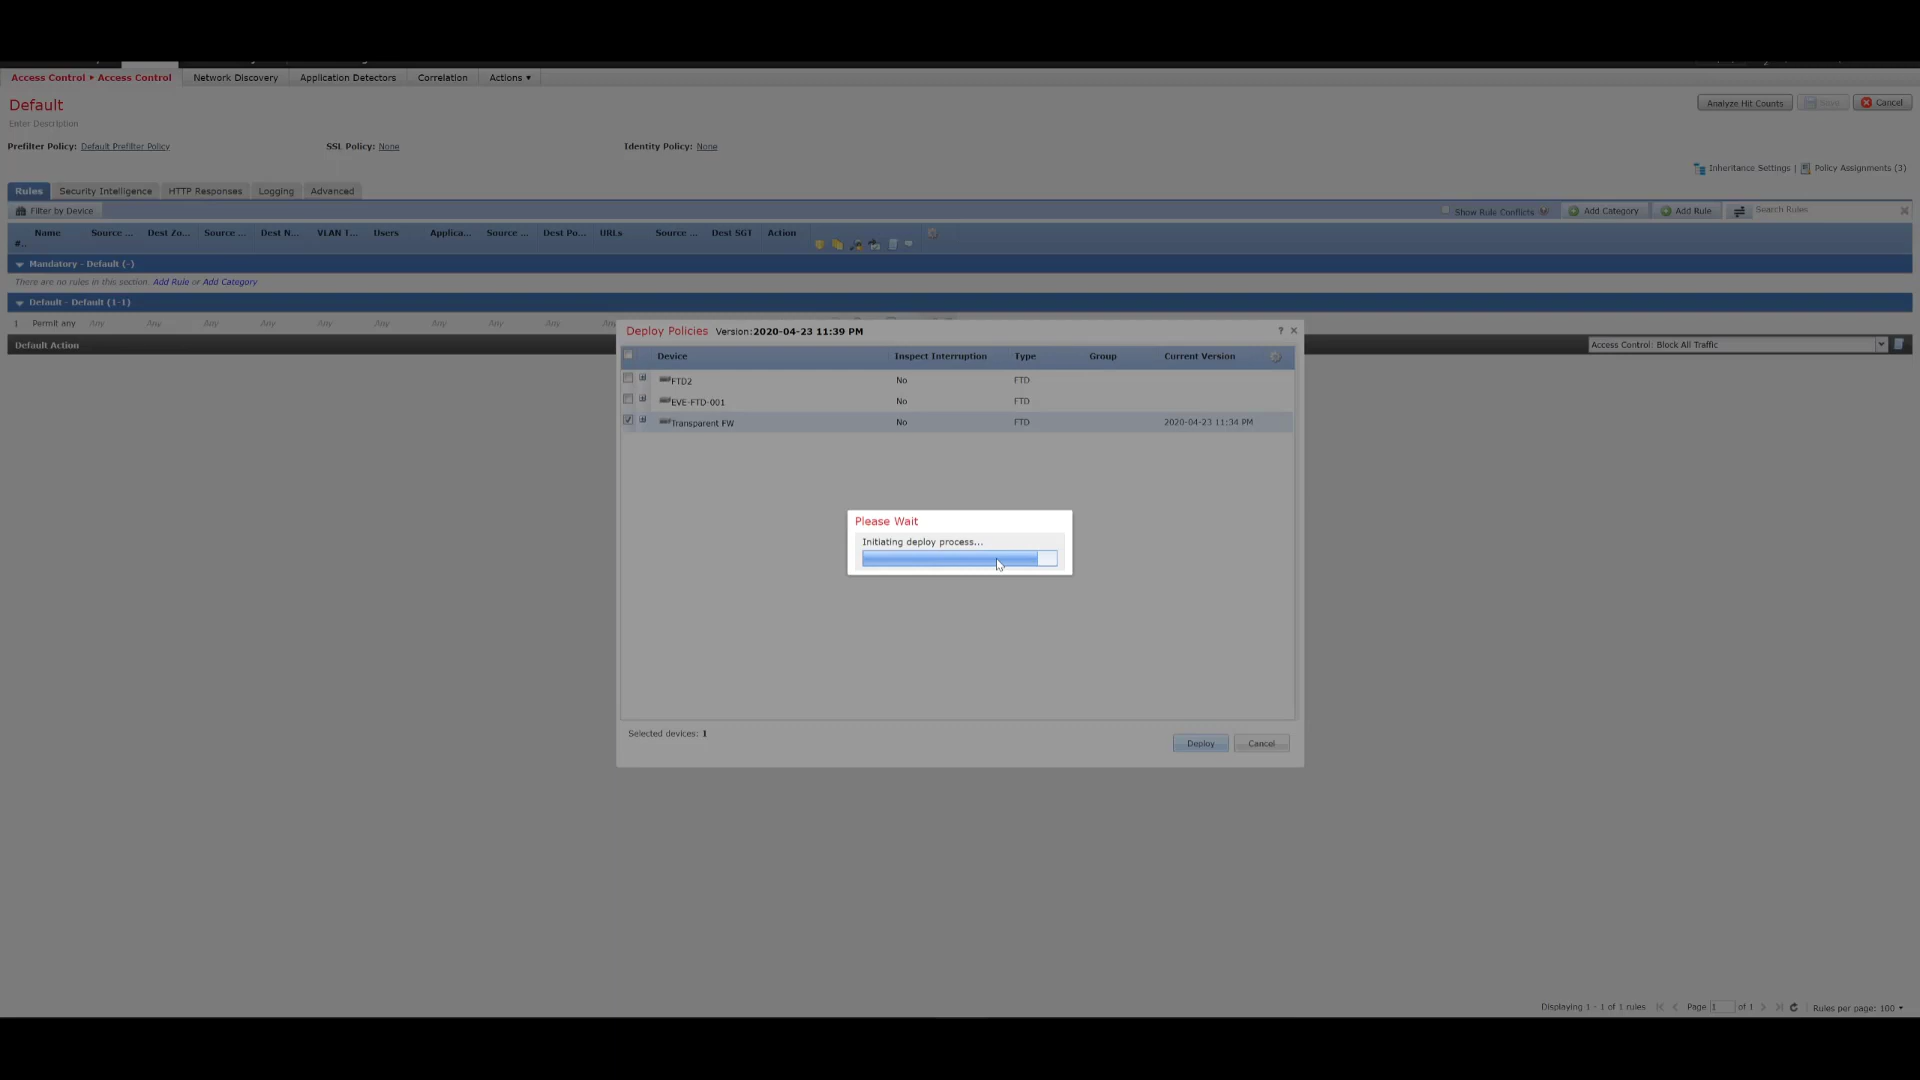 Access Control ▸ Access Control Network Discovery Application Detectors Correlation Actions ▾
Default
Analyze Hit Counts Save Cancel
Enter Description
Prefilter Policy: Default Prefilter Policy SSL Policy: None Identity Policy: None
Inheritance Settings | Policy Assignments (3)
Rules Security Intelligence HTTP Responses Logging Advanced
Filter by Device Show Rule Conflicts Add Category Add Rule Search Rules
# .. Name Source ... Dest Zo... Source ... Dest N... VLAN T... Users Applica... Source ... Dest Po... URLs Source ... Dest SGT Action
Mandatory - Default (-)
There are no rules in this section. Add Rule or Add Category
Default - Default (1-1)
1 Permit any Any Any Any Any Any Any Any Any Any
Default Action Access Control: Block All Traffic
Deploy Policies Version:2020-04-23 11:39 PM ?
Device Inspect Interruption Type Group Current Version
FTD2 No FTD
EVE-FTD-001 No FTD
Transparent FW No FTD 2020-04-23 11:34 PM
Please Wait
Initiating deploy process...
Selected devices: 1
Deploy Cancel
Displaying 1 - 1 of 1 rules Page 1 of 1 Rules per page: 100